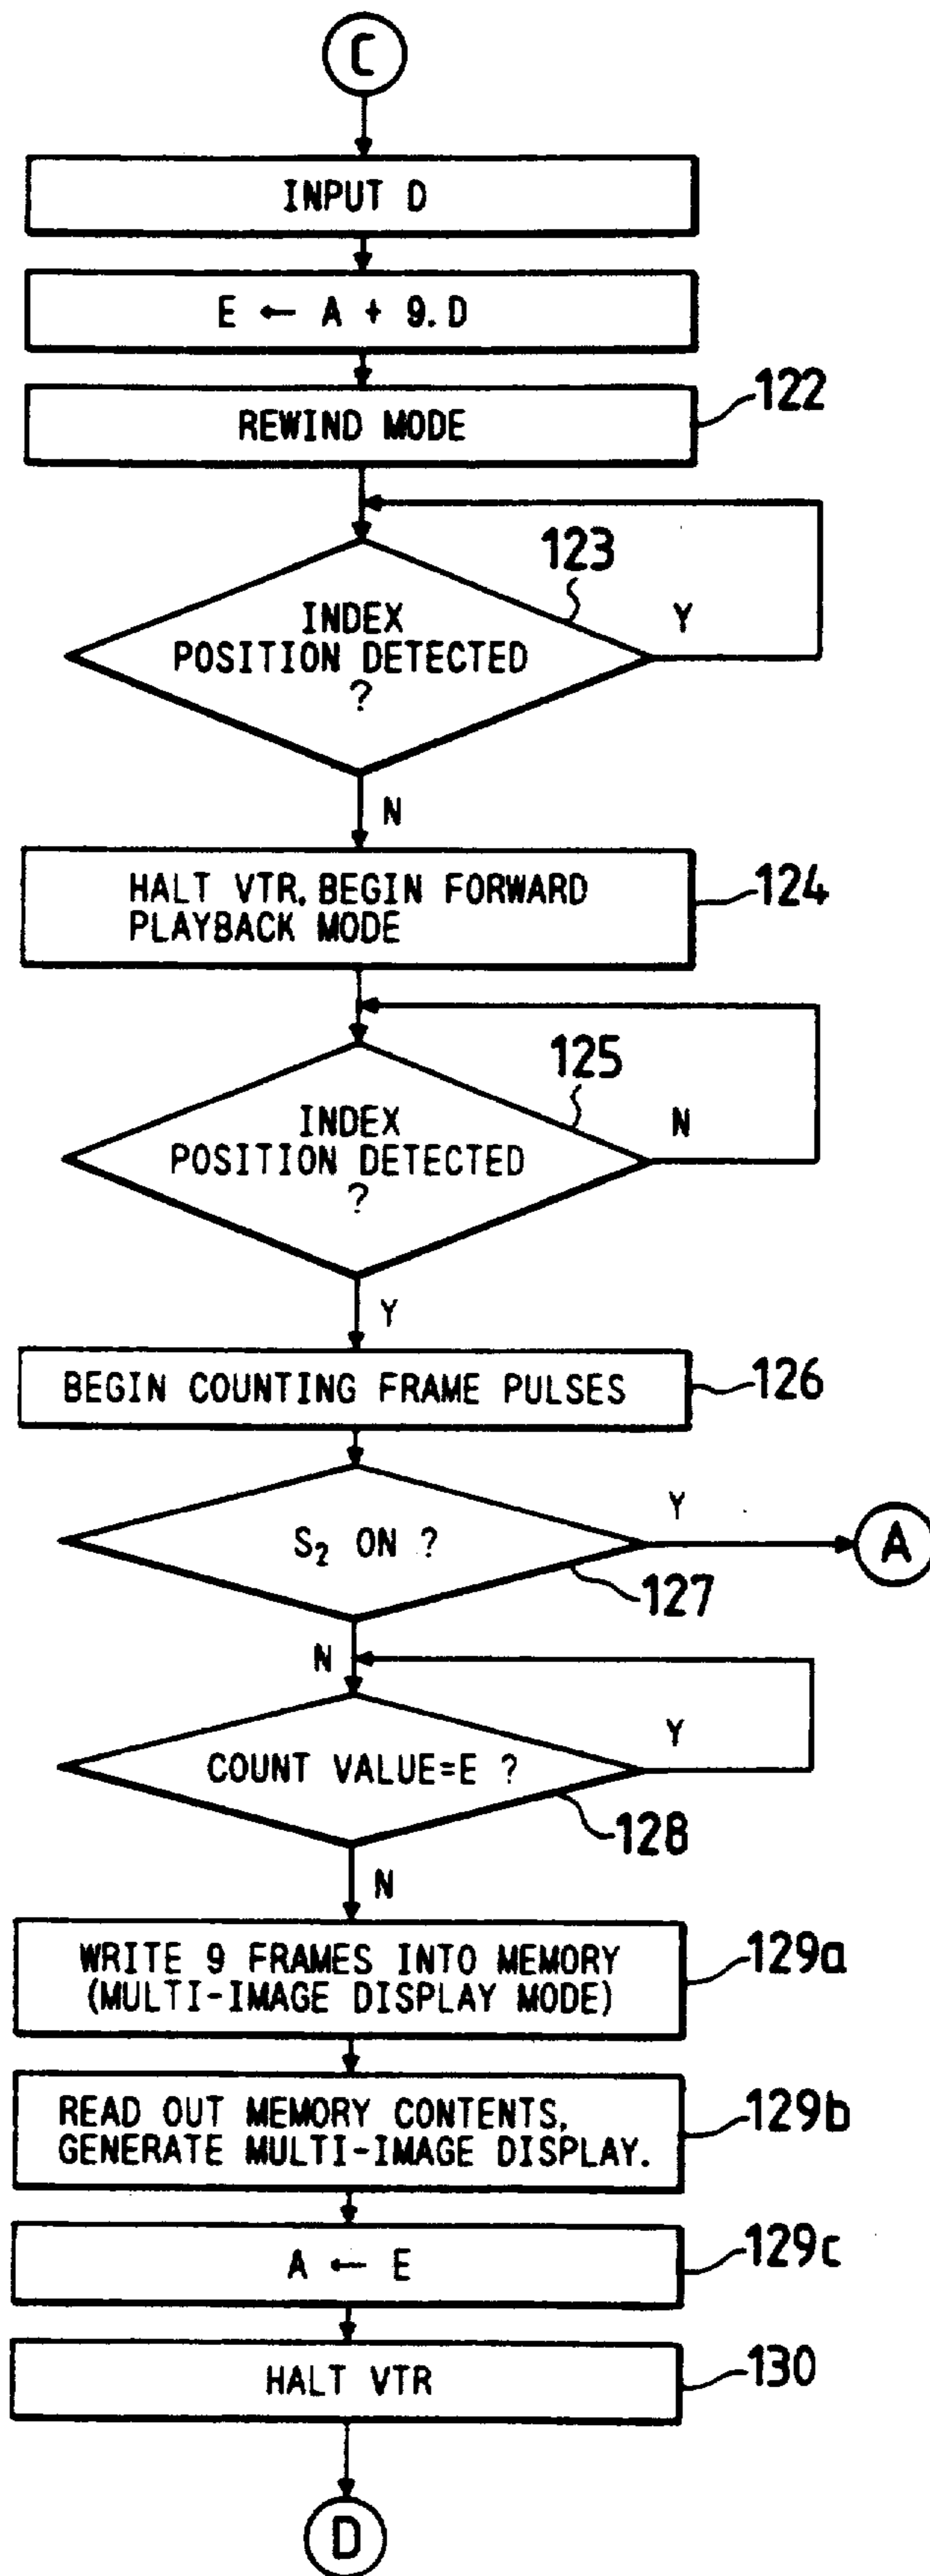 C
INPUT D
E ← A + 9.D
REWIND MODE
122
123
INDEX
POSITION DETECTED
?
Y
N
HALT VTR, BEGIN FORWARD
PLAYBACK MODE
124
125
INDEX
POSITION DETECTED
?
N
Y
BEGIN COUNTING FRAME PULSES
126
S₂ ON ?
Y
A
127
N
COUNT VALUE=E ?
Y
128
N
WRITE 9 FRAMES INTO MEMORY
(MULTI-IMAGE DISPLAY MODE)
129a
READ OUT MEMORY CONTENTS,
GENERATE MULTI-IMAGE DISPLAY.
129b
A ← E
129c
HALT VTR
130
D